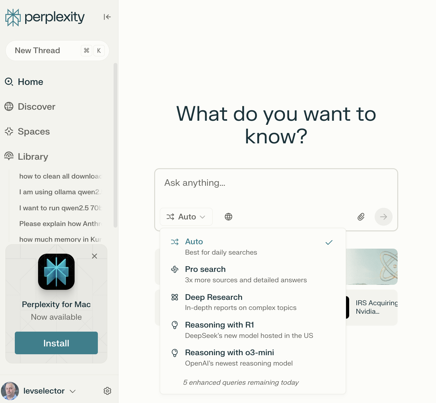 perplexity
New Thread ⌘ K
Home
Discover
Spaces
Library
how to clean all downloa
I am using ollama qwen2
I want to run qwen2.5 70
Please explain how Anth
how much memory in Ku
Perplexity for Mac
Now available
Install
levselector
What do you want to
know?
Ask anything...
Auto
Auto
Best for daily searches
Pro search
3x more sources and detailed answers
Deep Research
In-depth reports on complex topics
Reasoning with R1
DeepSeek's new model hosted in the US
Reasoning with o3-mini
OpenAI's newest reasoning model
5 enhanced queries remaining today
IRS Acquiring
Nvidia...